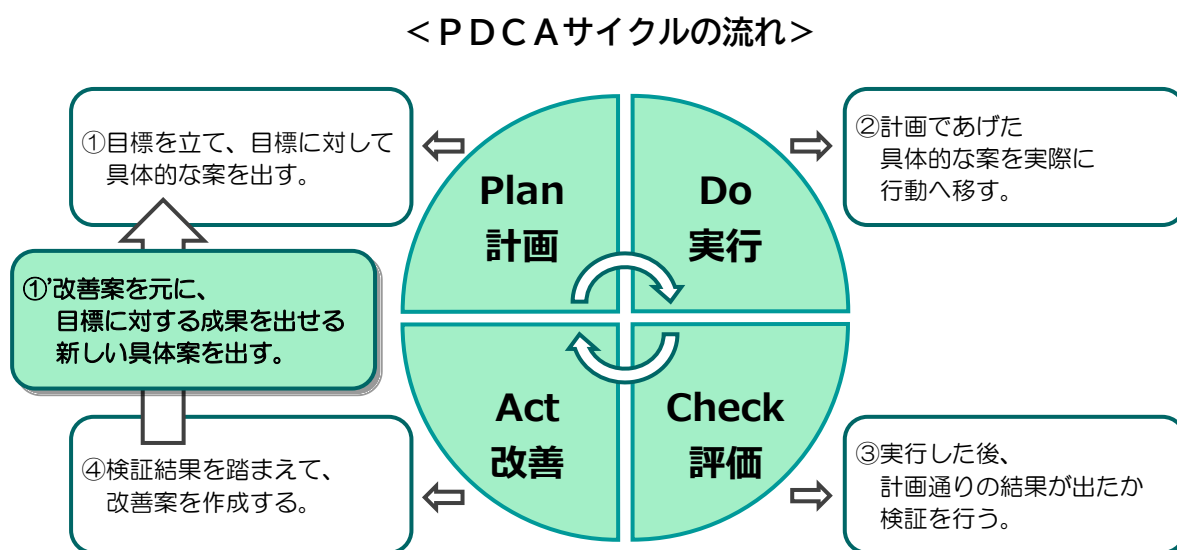 ＜ＰＤＣＡサイクルの流れ＞
①目標を立て、目標に対して
具体的な案を出す。
Plan
計画
Do
実行
②計画であげた
具体的な案を実際に
行動へ移す。
①’改善案を元に、
目標に対する成果を出せる
新しい具体案を出す。
④検証結果を踏まえて、
改善案を作成する。
Act
改善
Check
評価
③実行した後、
計画通りの結果が出たか
検証を行う。